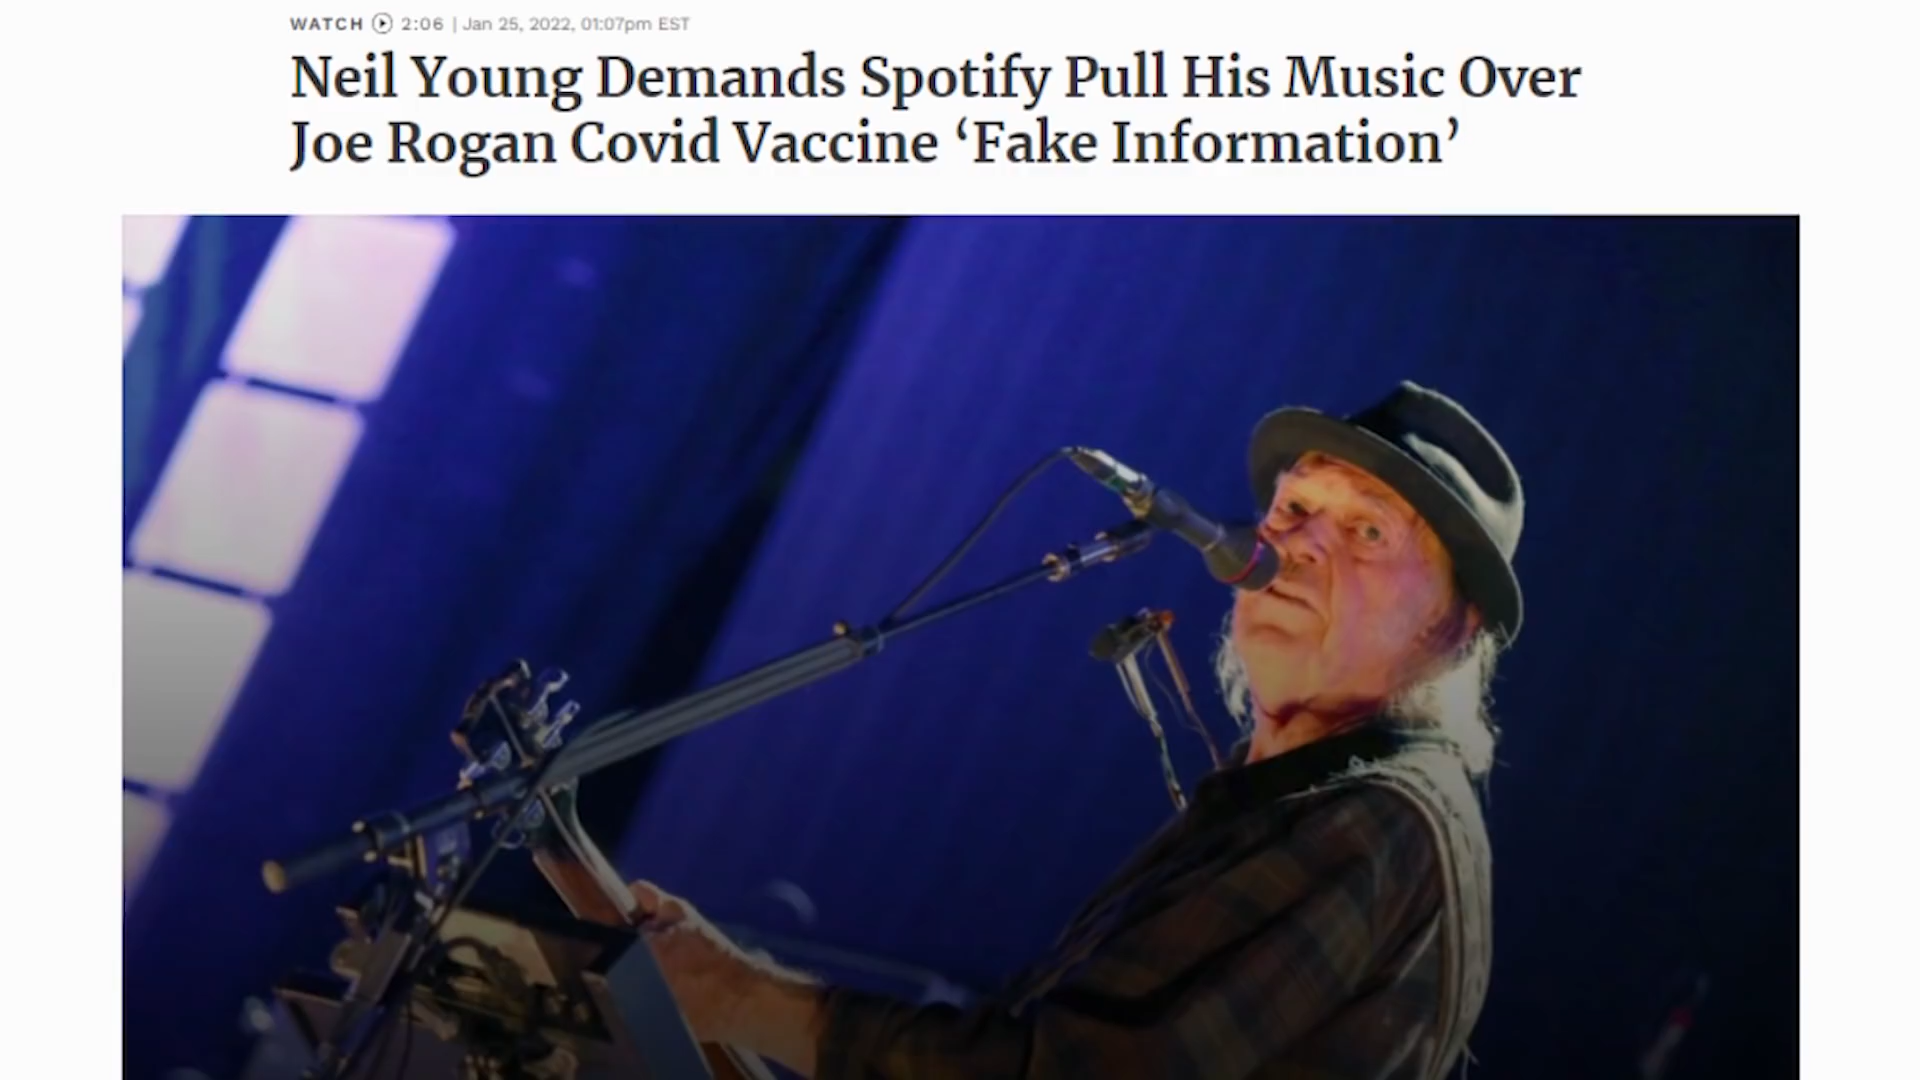 WATCH 2:06 | Jan 25, 2022, 01:07pm EST
Neil Young Demands Spotify Pull His Music Over
Joe Rogan Covid Vaccine ‘Fake Information’